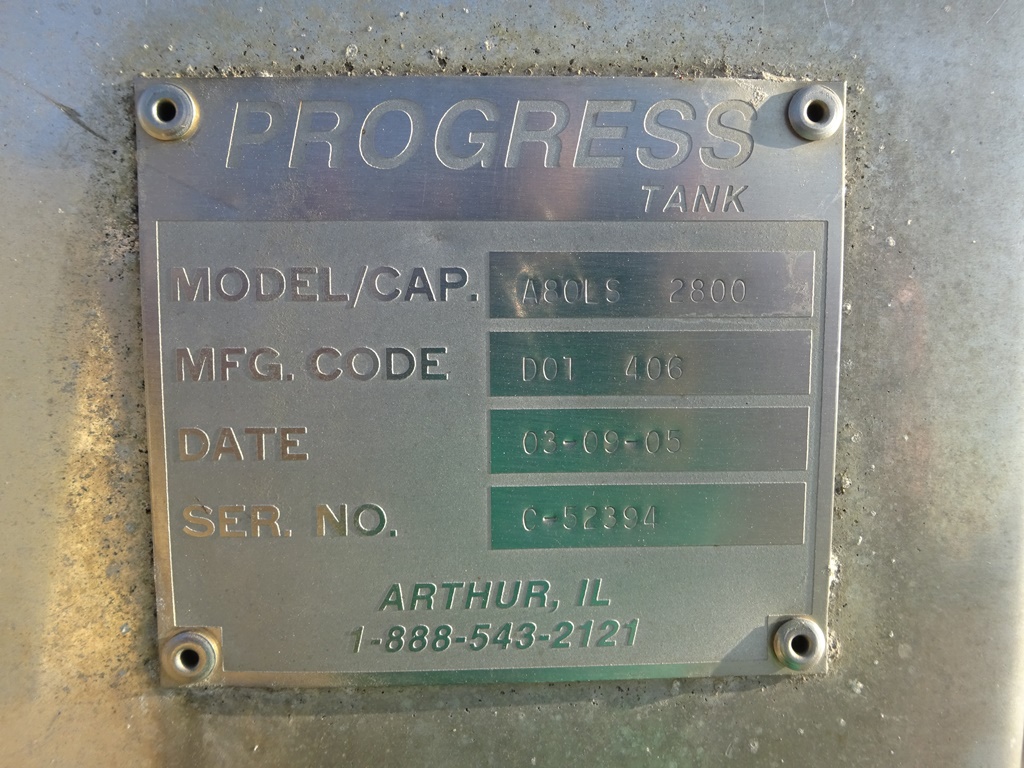 PROGRESS
TANK
MODEL/CAP. A80LS 2800
MFG. CODE DOT 406
DATE 03-09-05
SER. NO. C-52394
ARTHUR, IL
1-888-543-2121